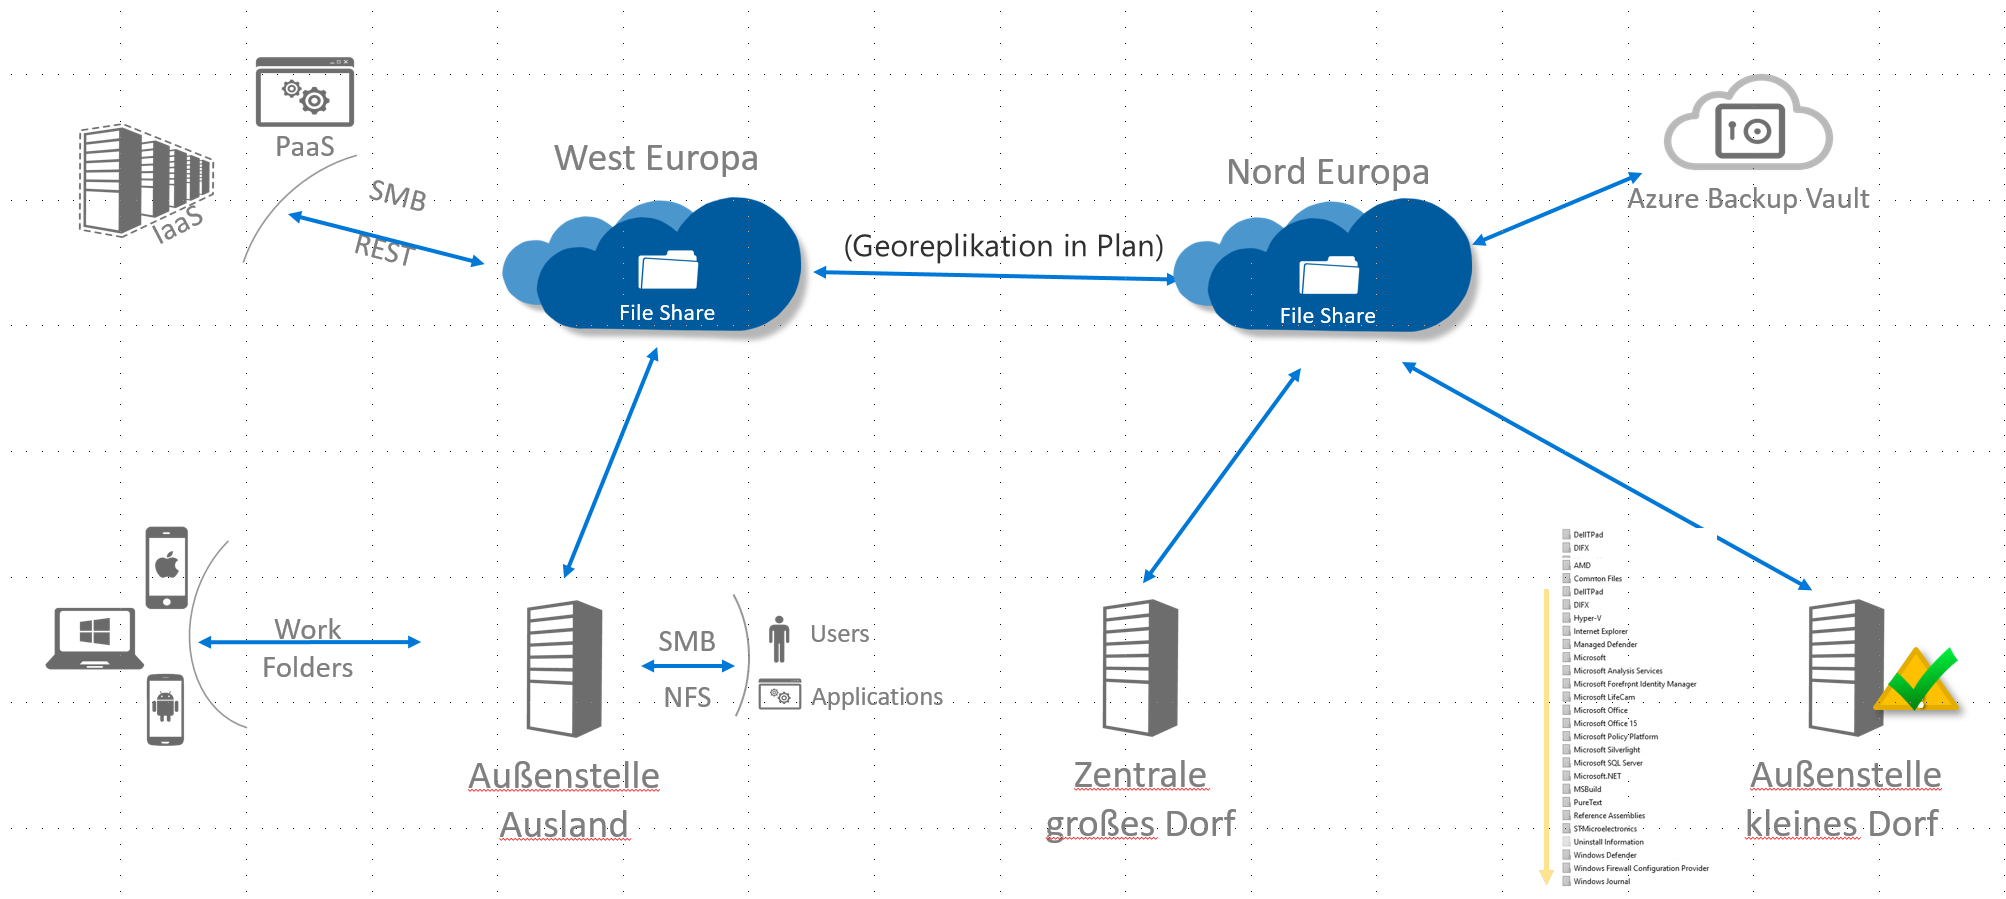 PaaS
IaaS
SMB
REST
West Europa
File Share
(Georeplikation in Plan)
Nord Europa
File Share
Azure Backup Vault
Work
Folders
SMB
NFS
Users
Applications
Außenstelle
Ausland
Zentrale
großes Dorf
DellTPad
DIFX
AMD
Common Files
DellTPad
DIFX
Hyper-V
Internet Explorer
Managed Defender
Microsoft
Microsoft Analysis Services
Microsoft Forefront Identity Manager
Microsoft LifeCam
Microsoft Office
Microsoft Office 15
Microsoft Policy Platform
Microsoft Silverlight
Microsoft SQL Server
Microsoft.NET
MSBuild
PureText
Reference Assemblies
STMicroelectronics
Uninstall Information
Windows Defender
Windows Firewall Configuration Provider
Windows Journal
Außenstelle
kleines Dorf